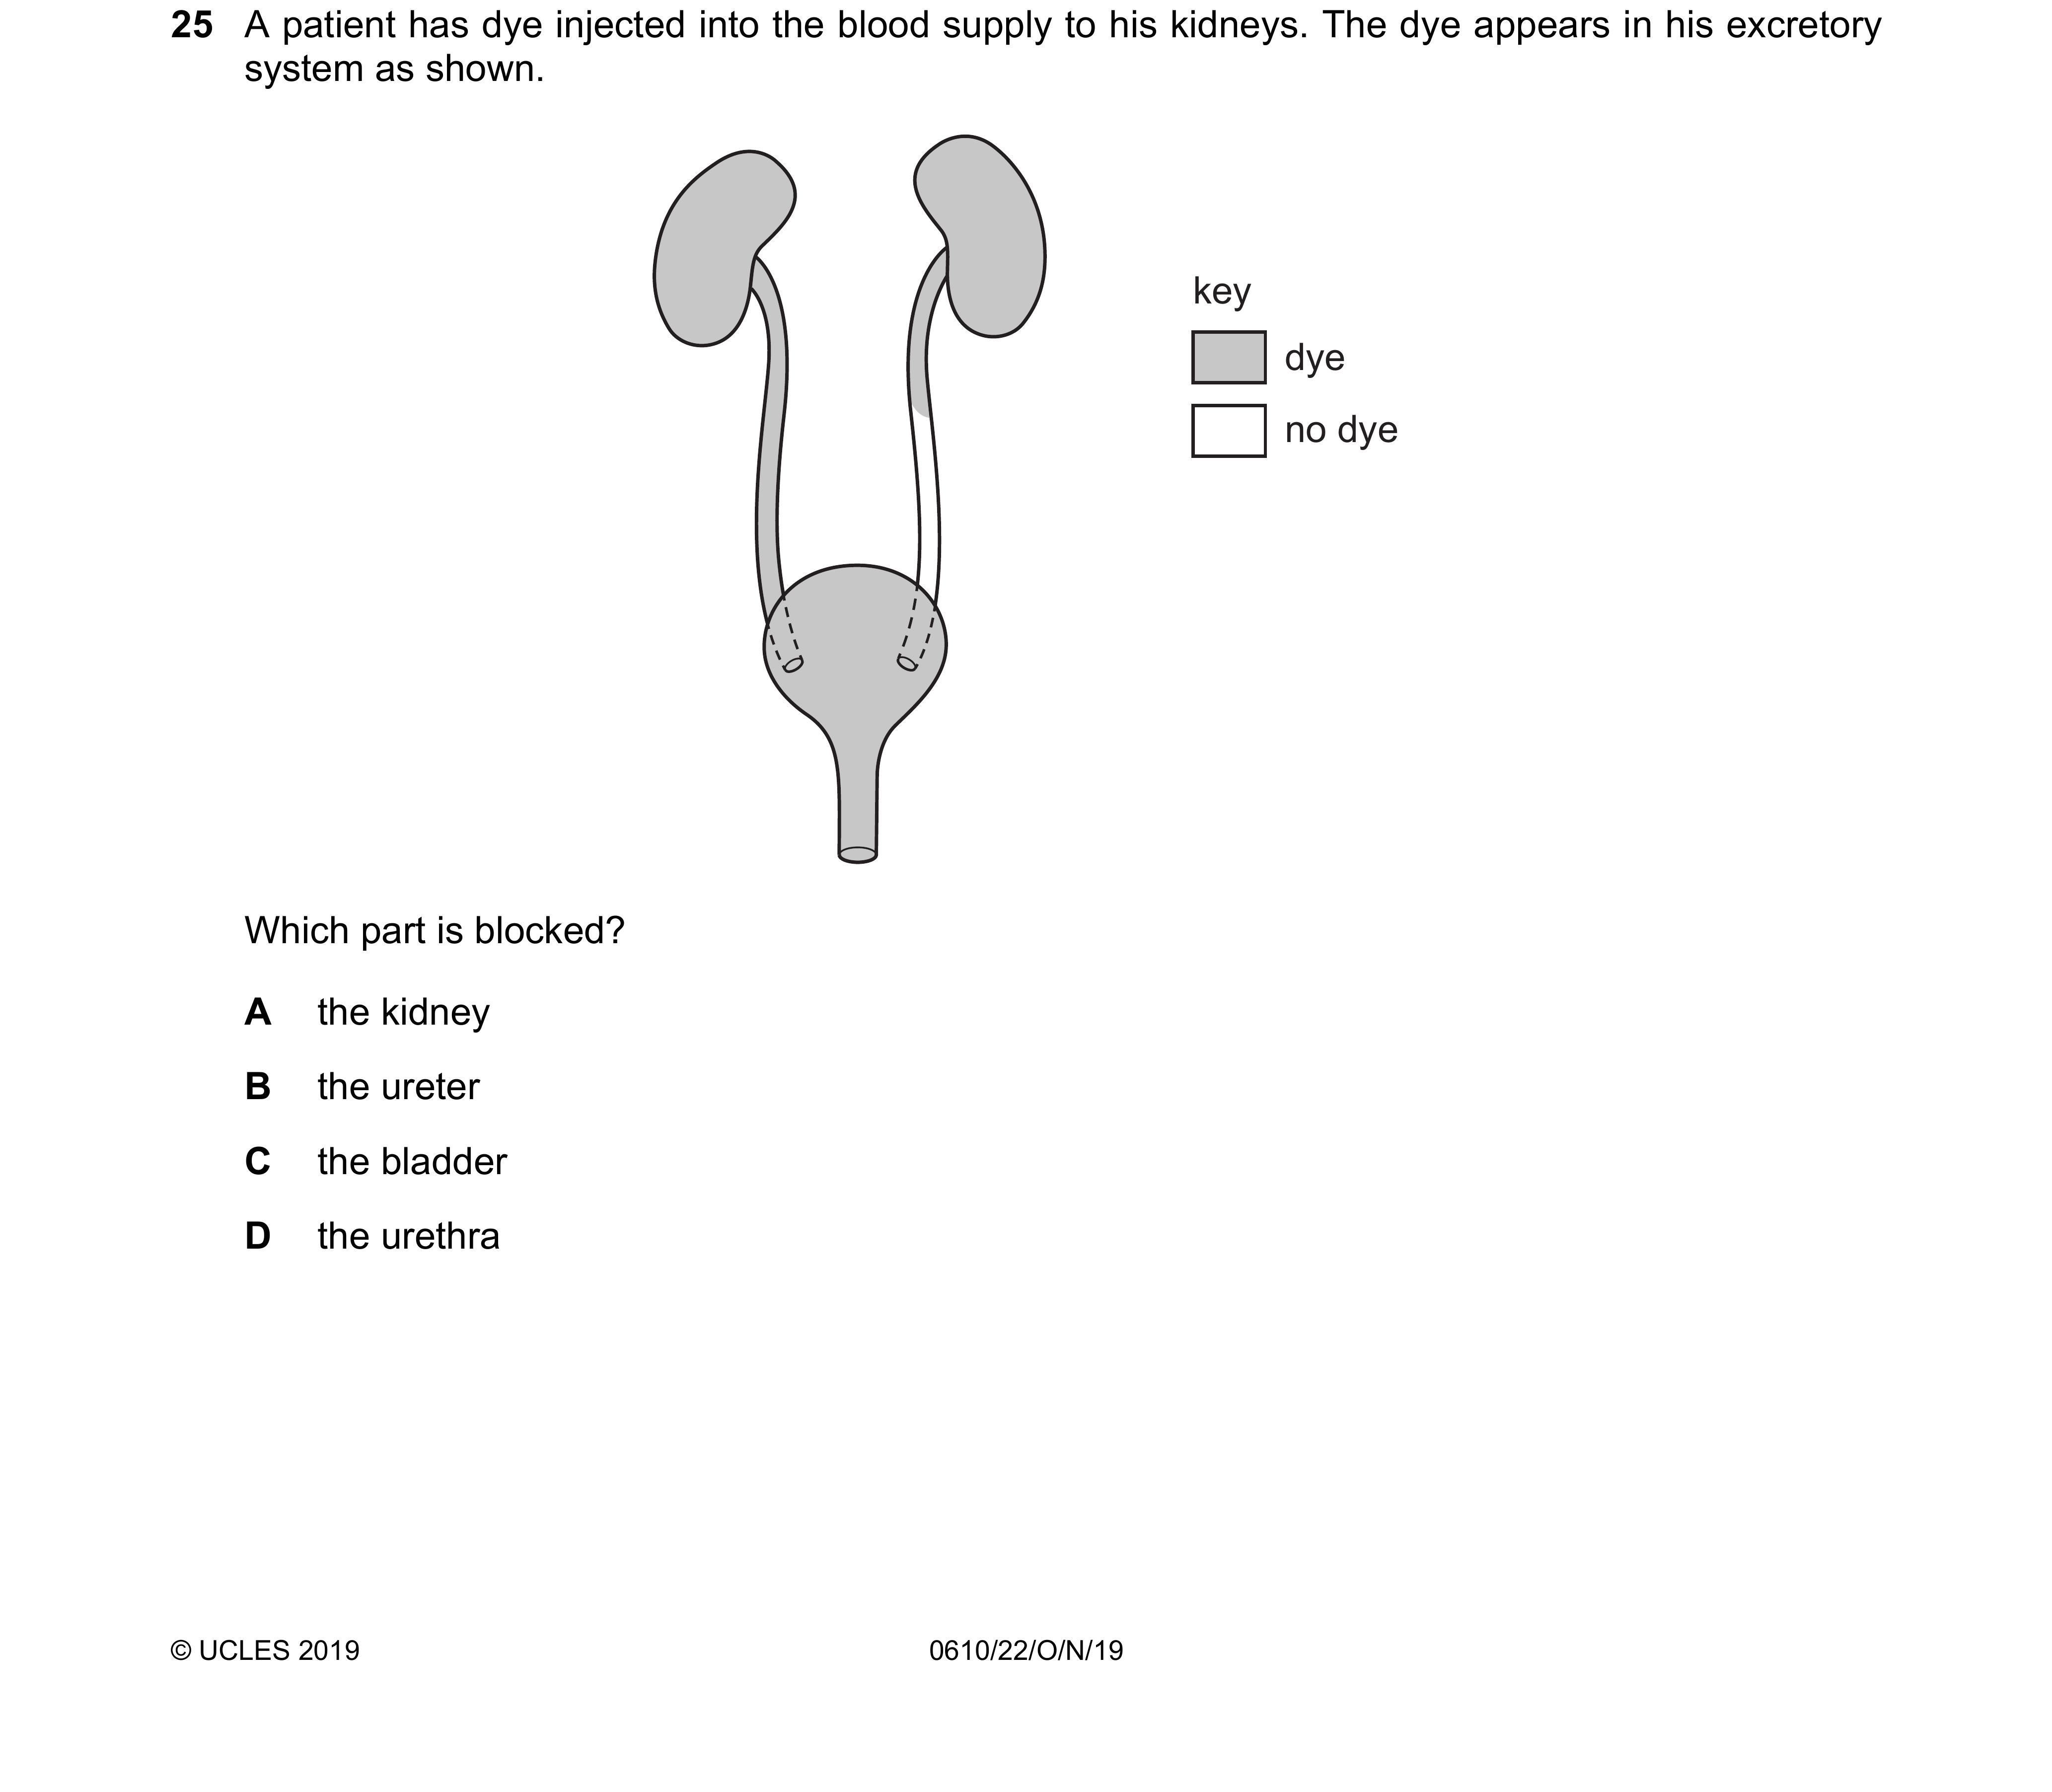 25 A patient has dye injected into the blood supply to his kidneys. The dye appears in his excretory
system as shown.
key
dye
no dye
Which part is blocked?
A the kidney
B the ureter
C the bladder
D the urethra
© UCLES 2019 0610/22/O/N/19